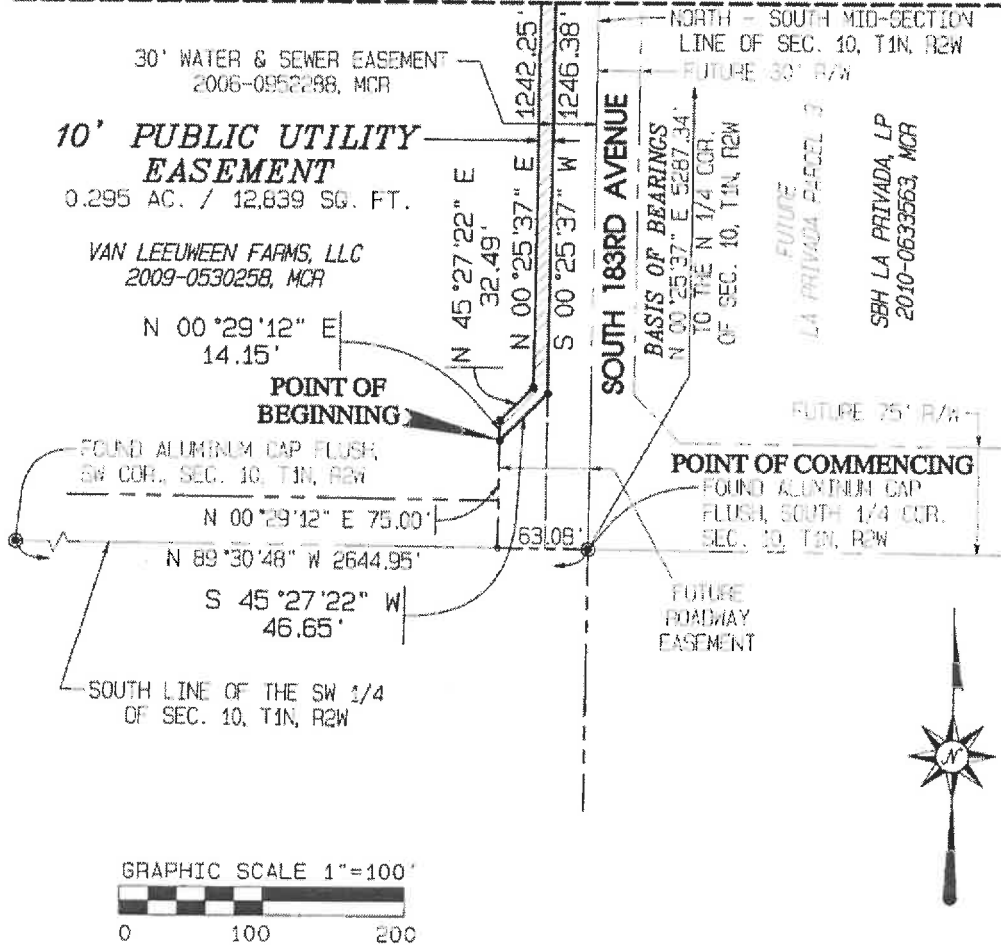 30' WATER & SEWER EASEMENT
2006-0952288, MCR
10' PUBLIC UTILITY
EASEMENT
0.295 AC. / 12,839 SQ. FT.
VAN LEEUWEEN FARMS, LLC
2009-0530258, MCR
N 00°29'12" E
14.15'
POINT OF
BEGINNING
FOUND ALUMINUM CAP FLUSH,
SW COR., SEC. 10, T1N, R2W
N 00°29'12" E 75.00'
N 89°30'48" W 2644.95'
S 45°27'22" W
46.65'
SOUTH LINE OF THE SW 1/4
OF SEC. 10, T1N, R2W
N 45°27'22" E
32.49'
N 00°25'37" E 1242.25'
S 00°25'37" W 1246.38'
63.08'
SOUTH 183RD AVENUE
BASIS OF BEARINGS
N 00°25'37" E 5287.34'
TO THE N 1/4 COR.
OF SEC. 10, T1N, R2W
NORTH - SOUTH MID-SECTION
LINE OF SEC. 10, T1N, R2W
FUTURE 30' R/W
FUTURE
LA PRIVADA PARCEL 3
SBH LA PRIVADA, LP
2010-0633563, MCR
FUTURE 75' R/W
POINT OF COMMENCING
FOUND ALUMINUM CAP
FLUSH, SOUTH 1/4 COR.
SEC. 10, T1N, R2W
FUTURE
ROADWAY
EASEMENT
N
GRAPHIC SCALE 1"=100'
0 100 200